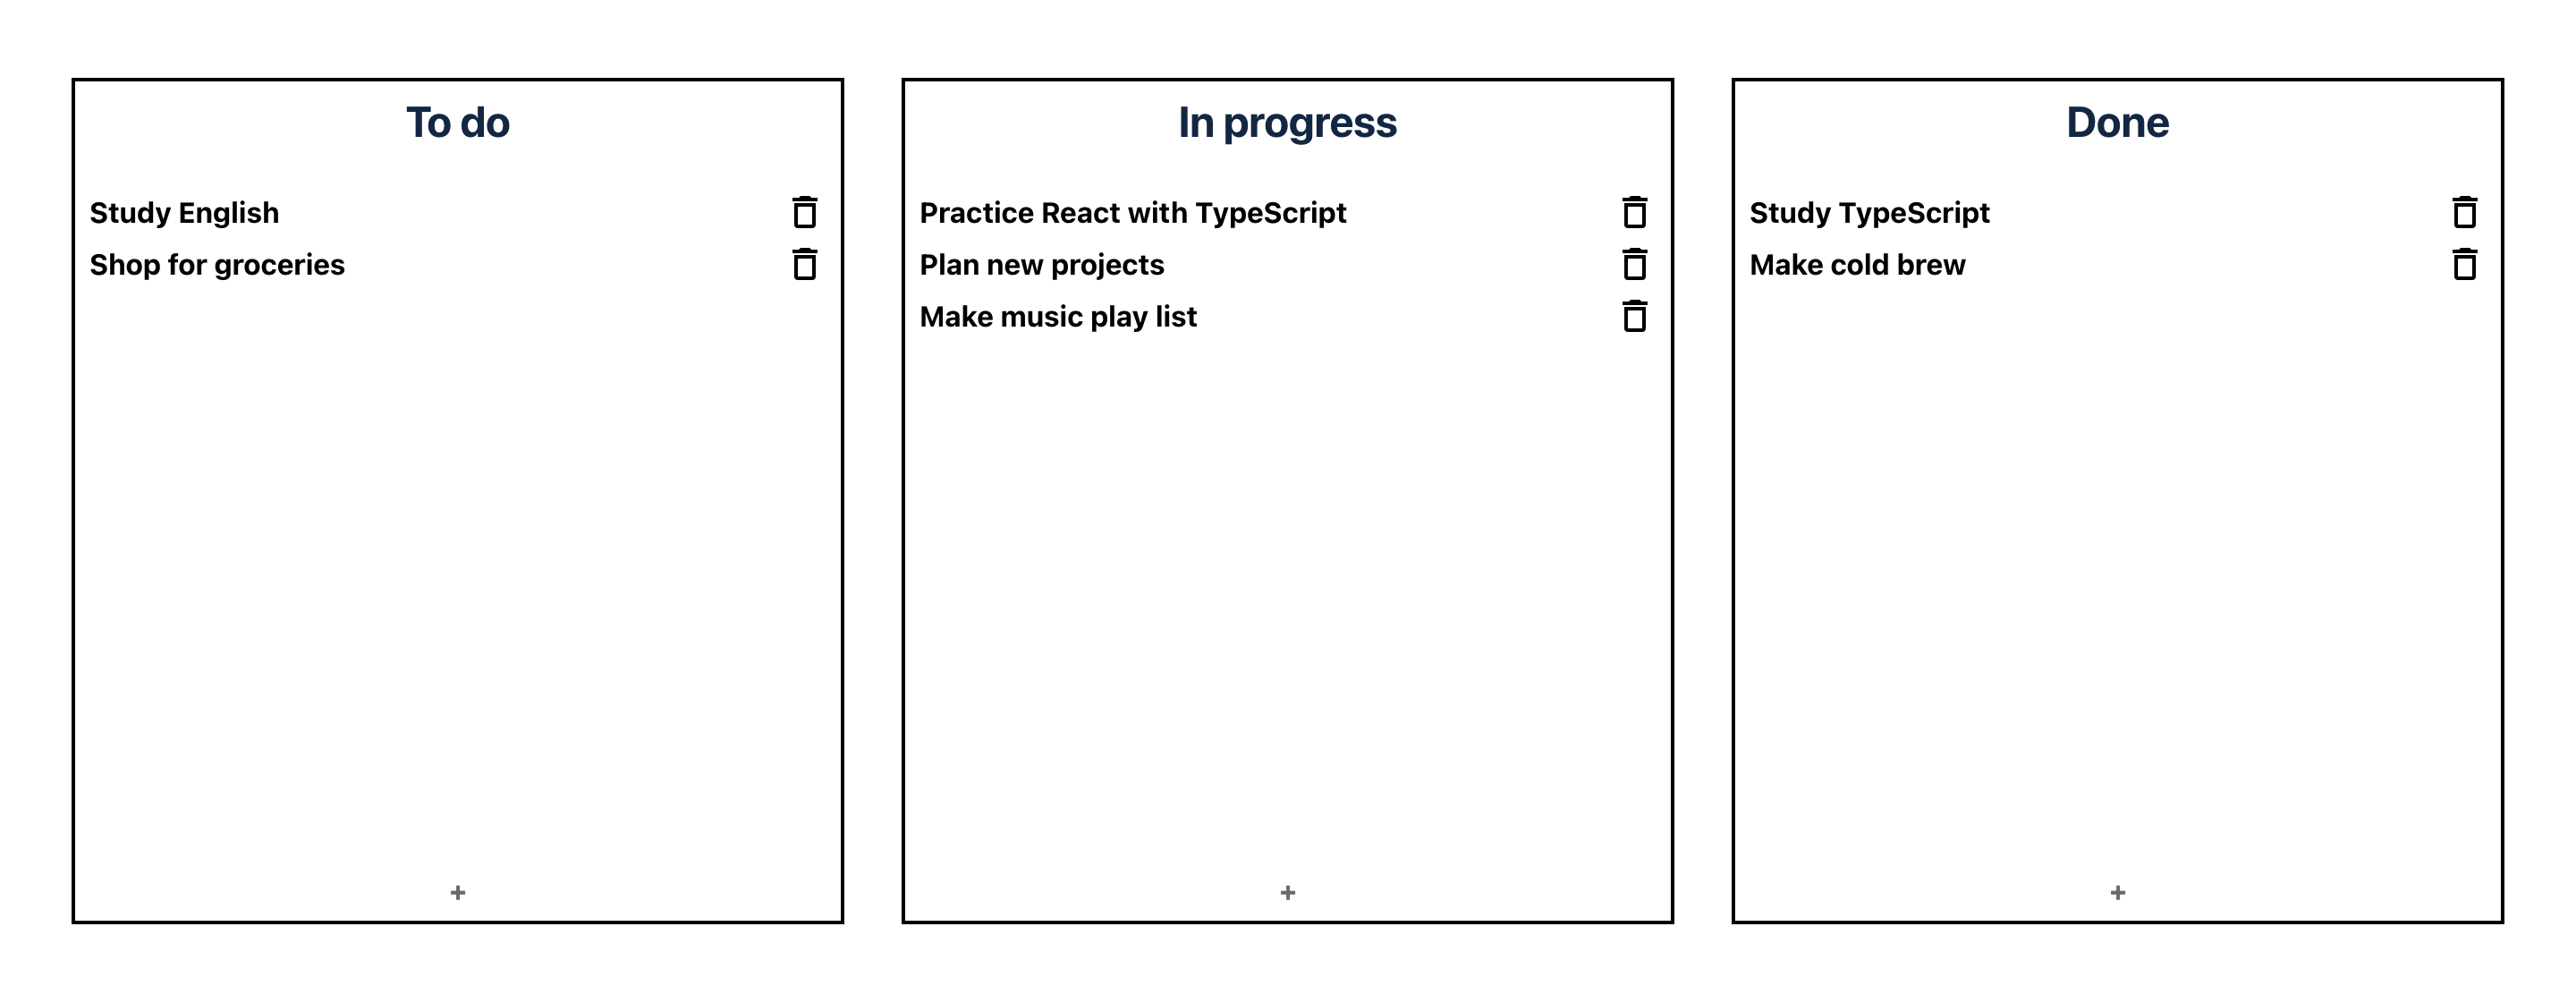 To do
Study English
Shop for groceries
+
In progress
Practice React with TypeScript
Plan new projects
Make music play list
+
Done
Study TypeScript
Make cold brew
+